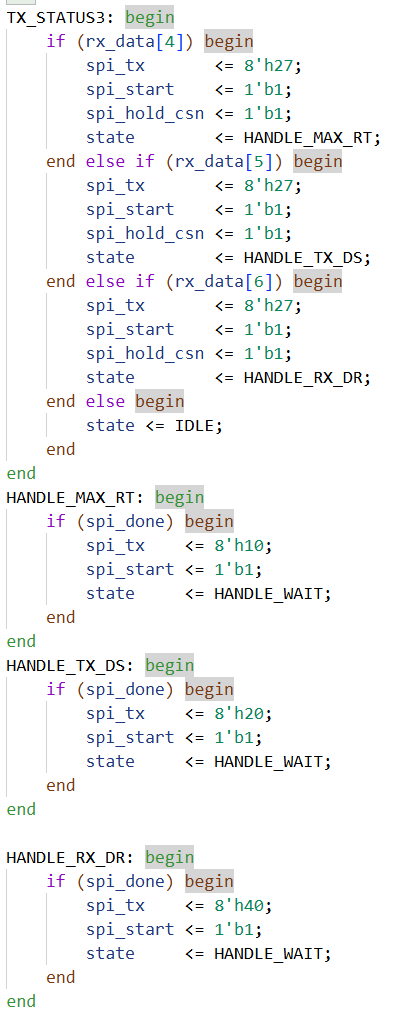 TX_STATUS3: begin
    if (rx_data[4]) begin
        spi_tx       <= 8'h27;
        spi_start    <= 1'b1;
        spi_hold_csn <= 1'b1;
        state        <= HANDLE_MAX_RT;
    end else if (rx_data[5]) begin
        spi_tx       <= 8'h27;
        spi_start    <= 1'b1;
        spi_hold_csn <= 1'b1;
        state        <= HANDLE_TX_DS;
    end else if (rx_data[6]) begin
        spi_tx       <= 8'h27;
        spi_start    <= 1'b1;
        spi_hold_csn <= 1'b1;
        state        <= HANDLE_RX_DR;
    end else begin
        state <= IDLE;
    end
end
HANDLE_MAX_RT: begin
    if (spi_done) begin
        spi_tx    <= 8'h10;
        spi_start <= 1'b1;
        state     <= HANDLE_WAIT;
    end
end
HANDLE_TX_DS: begin
    if (spi_done) begin
        spi_tx    <= 8'h20;
        spi_start <= 1'b1;
        state     <= HANDLE_WAIT;
    end
end

HANDLE_RX_DR: begin
    if (spi_done) begin
        spi_tx    <= 8'h40;
        spi_start <= 1'b1;
        state     <= HANDLE_WAIT;
    end
end